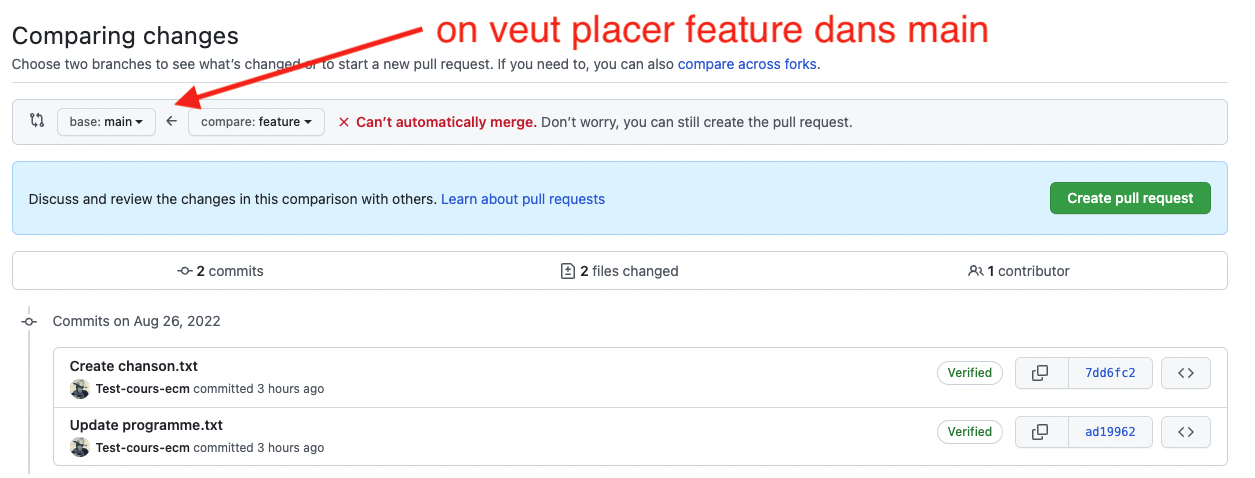 on veut placer feature dans main
Comparing changes
Choose two branches to see what's changed or to start a new pull request. If you need to, you can also compare across forks.
base: main compare: feature Can't automatically merge. Don't worry, you can still create the pull request.
Discuss and review the changes in this comparison with others. Learn about pull requests Create pull request
2 commits 2 files changed 1 contributor
Commits on Aug 26, 2022
Create chanson.txt
Test-cours-ecm committed 3 hours ago
Verified 7dd6fc2
Update programme.txt
Test-cours-ecm committed 3 hours ago
Verified ad19962